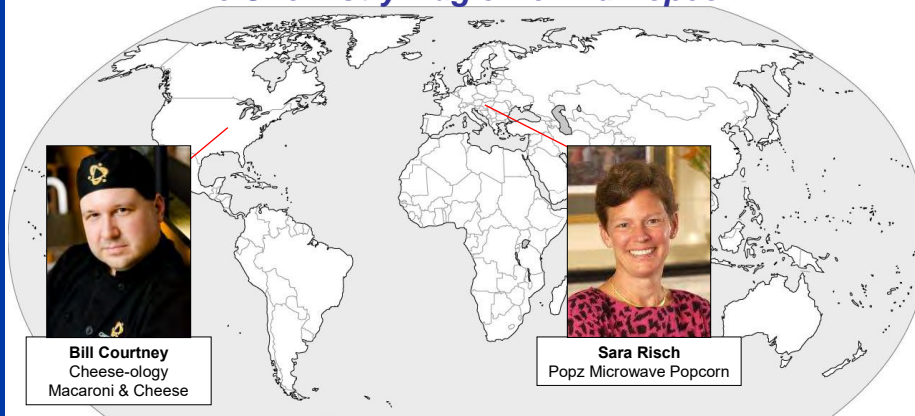 Bill Courtney
Cheese-ology
Macaroni & Cheese
Sara Risch
Popz Microwave Popcorn